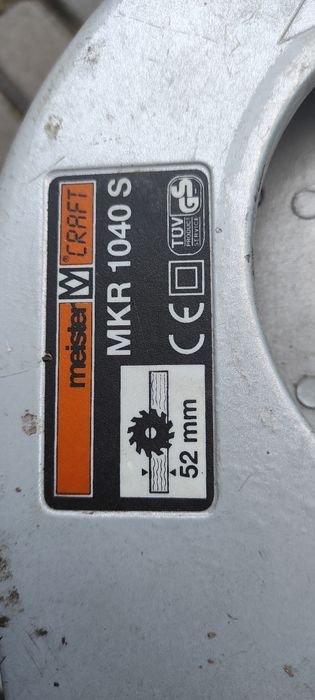 meister CRAFT®
MKR 1040 S
CE
TÜV GS
PRODUCT
SERVICE
52 mm